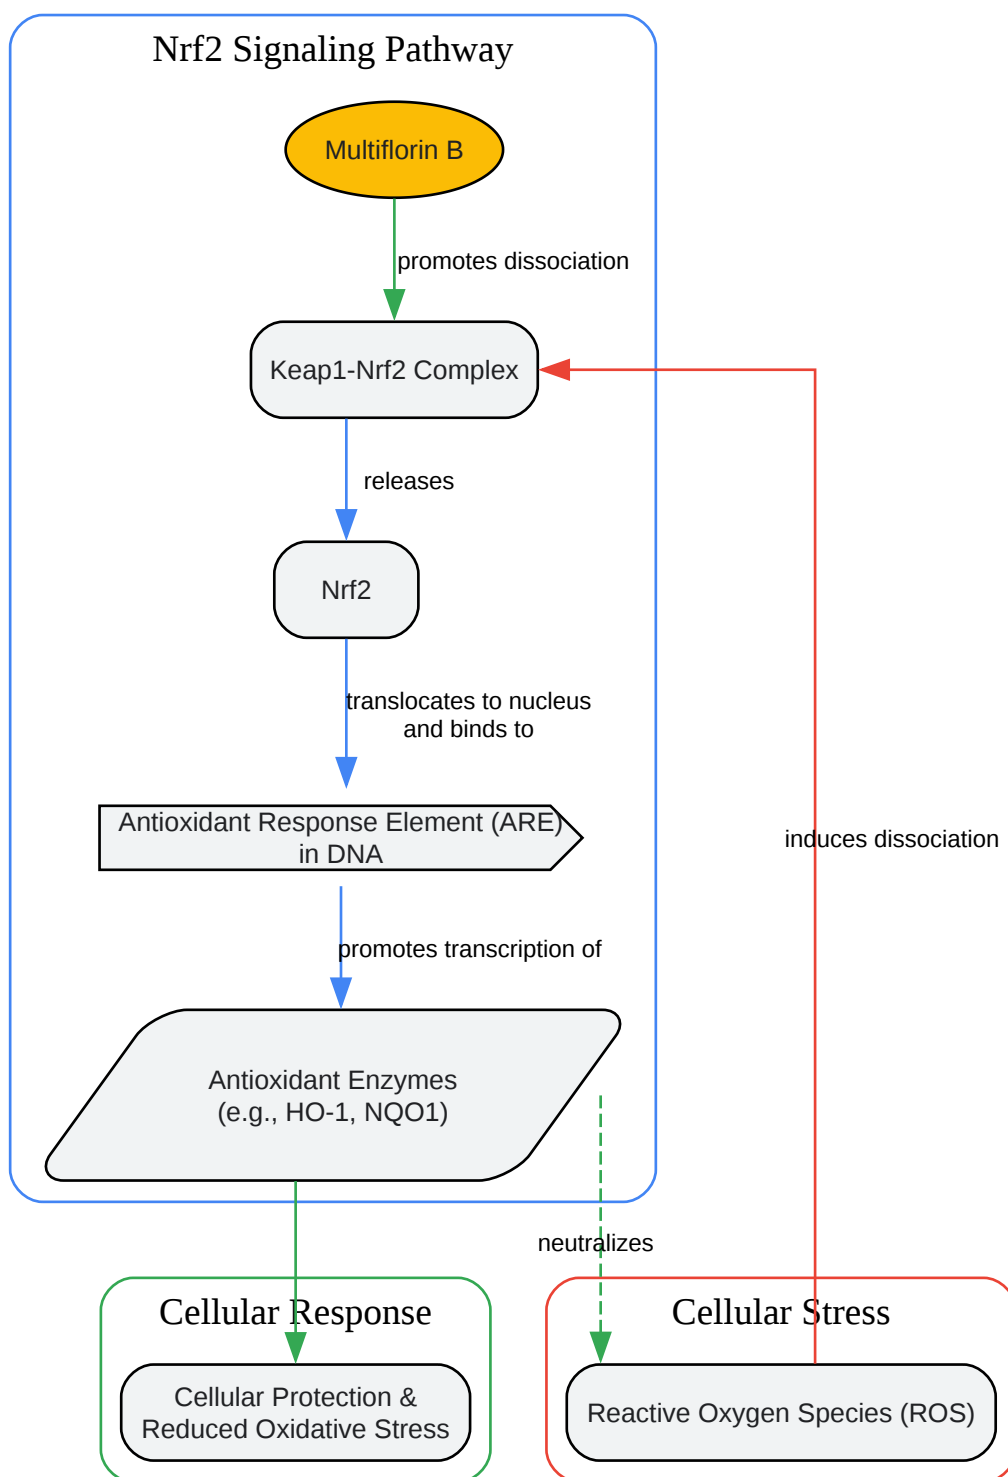 Nrf2 Signaling Pathway
Multiflorin B
promotes dissociation
Keap1-Nrf2 Complex
releases
Nrf2
translocates to nucleus
and binds to
Antioxidant Response Element (ARE)
in DNA
induces dissociation
promotes transcription of
Antioxidant Enzymes
(e.g., HO-1, NQO1)
neutralizes
Cellular Response
Cellular Protection &
Reduced Oxidative Stress
Cellular Stress
Reactive Oxygen Species (ROS)